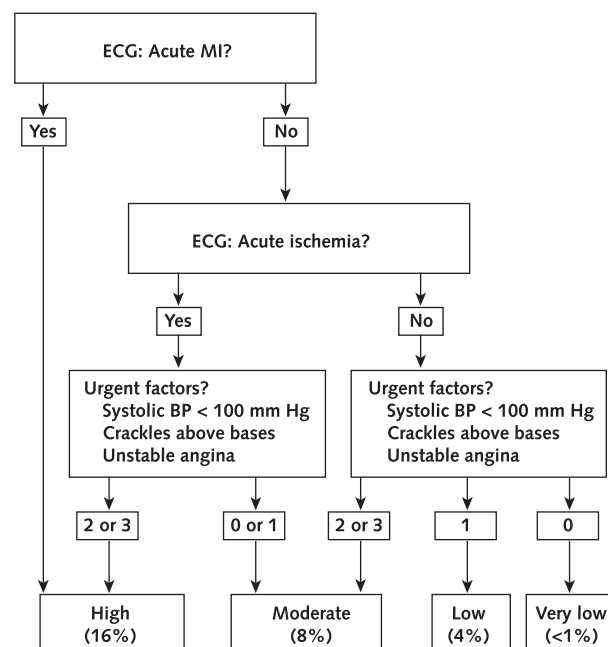 ECG: Acute MI?
Yes
No
ECG: Acute ischemia?
Yes
No
Urgent factors?
Systolic BP < 100 mm Hg
Crackles above bases
Unstable angina
Urgent factors?
Systolic BP < 100 mm Hg
Crackles above bases
Unstable angina
2 or 3
0 or 1
2 or 3
1
0
High
(16%)
Moderate
(8%)
Low
(4%)
Very low
(<1%)